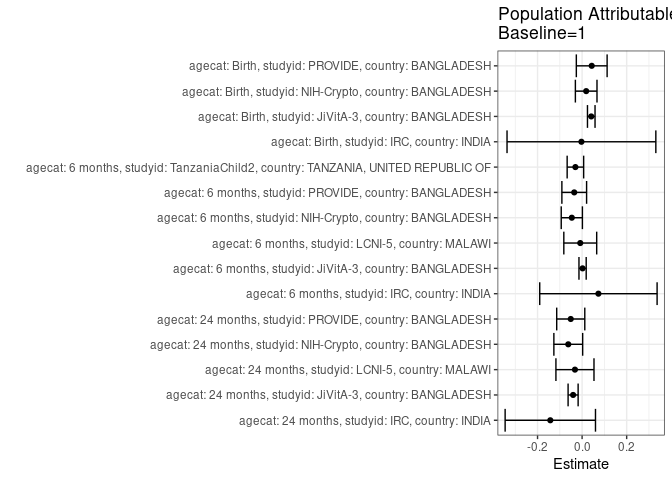 Population Attributable
Baseline=1
agecat: Birth, studyid: PROVIDE, country: BANGLADESH
agecat: Birth, studyid: NIH-Crypto, country: BANGLADESH
agecat: Birth, studyid: JiVitA-3, country: BANGLADESH
agecat: Birth, studyid: IRC, country: INDIA
agecat: 6 months, studyid: TanzaniaChild2, country: TANZANIA, UNITED REPUBLIC OF
agecat: 6 months, studyid: PROVIDE, country: BANGLADESH
agecat: 6 months, studyid: NIH-Crypto, country: BANGLADESH
agecat: 6 months, studyid: LCNI-5, country: MALAWI
agecat: 6 months, studyid: JiVitA-3, country: BANGLADESH
agecat: 6 months, studyid: IRC, country: INDIA
agecat: 24 months, studyid: PROVIDE, country: BANGLADESH
agecat: 24 months, studyid: NIH-Crypto, country: BANGLADESH
agecat: 24 months, studyid: LCNI-5, country: MALAWI
agecat: 24 months, studyid: JiVitA-3, country: BANGLADESH
agecat: 24 months, studyid: IRC, country: INDIA
-0.2 0.0 0.2
Estimate